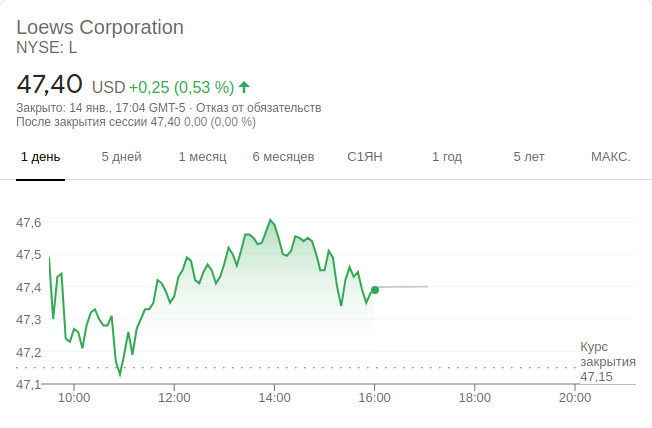 Loews Corporation
NYSE: L
47,40 USD +0,25 (0,53 %)
Закрыто: 14 янв., 17:04 GMT-5 · Отказ от обязательств
После закрытия сессии 47,40 0,00 (0,00 %)
1 день 5 дней 1 месяц 6 месяцев С1ЯН 1 год 5 лет МАКС.
47,6
47,5
47,4
47,3
47,2
47,1
Курс
закрытия
47,15
10:00 12:00 14:00 16:00 18:00 20:00